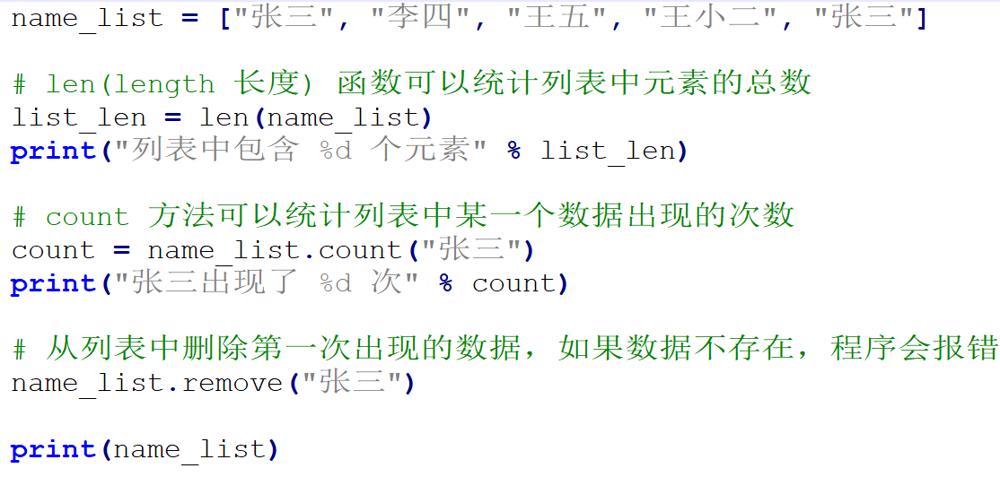 name_list = ["张三", "李四", "王五", "王小二", "张三"]
# len(length 长度) 函数可以统计列表中元素的总数
list_len = len(name_list)
print("列表中包含 %d 个元素" % list_len)
# count 方法可以统计列表中某一个数据出现的次数
count = name_list.count("张三")
print("张三出现了 %d 次" % count)
# 从列表中删除第一次出现的数据，如果数据不存在，程序会报错
name_list.remove("张三")
print(name_list)